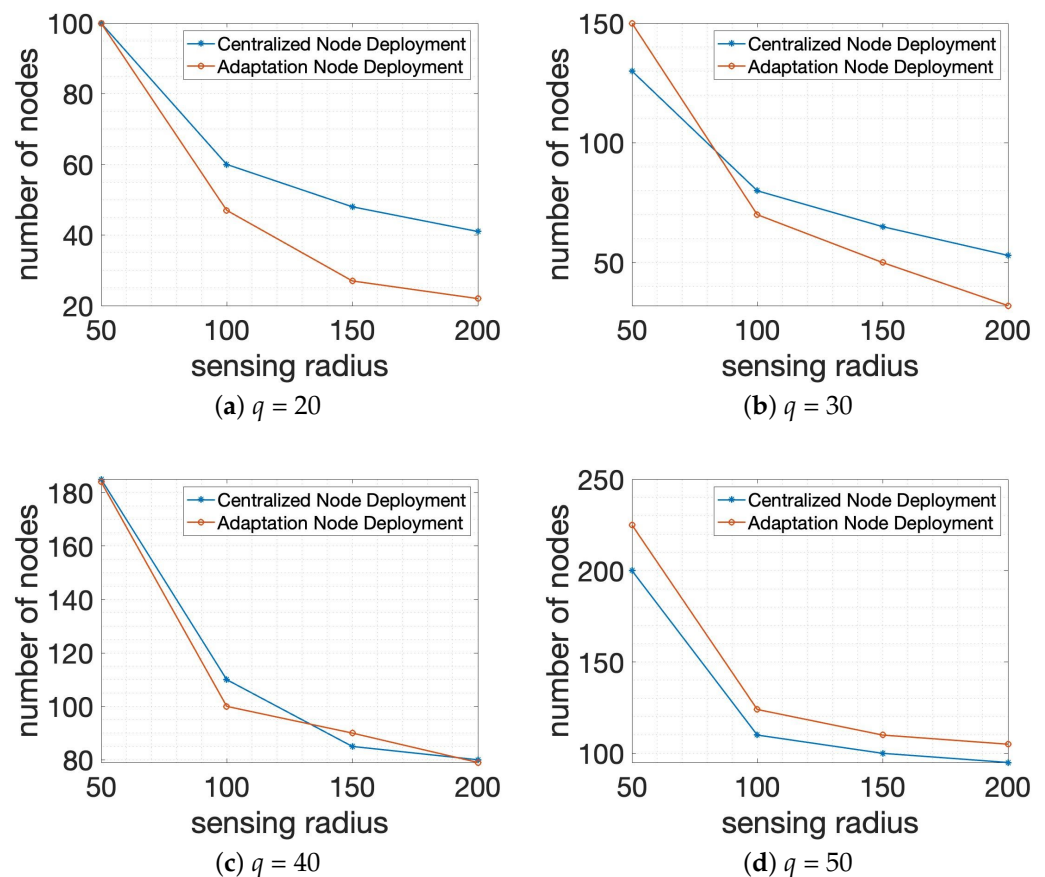 100
80
60
40
20
number of nodes
Centralized Node Deployment
Adaptation Node Deployment
50 100 150 200
sensing radius
(a) q = 20
150
100
50
number of nodes
Centralized Node Deployment
Adaptation Node Deployment
50 100 150 200
sensing radius
(b) q = 30
180
160
140
120
100
80
number of nodes
Centralized Node Deployment
Adaptation Node Deployment
50 100 150 200
sensing radius
(c) q = 40
250
200
150
100
number of nodes
Centralized Node Deployment
Adaptation Node Deployment
50 100 150 200
sensing radius
(d) q = 50